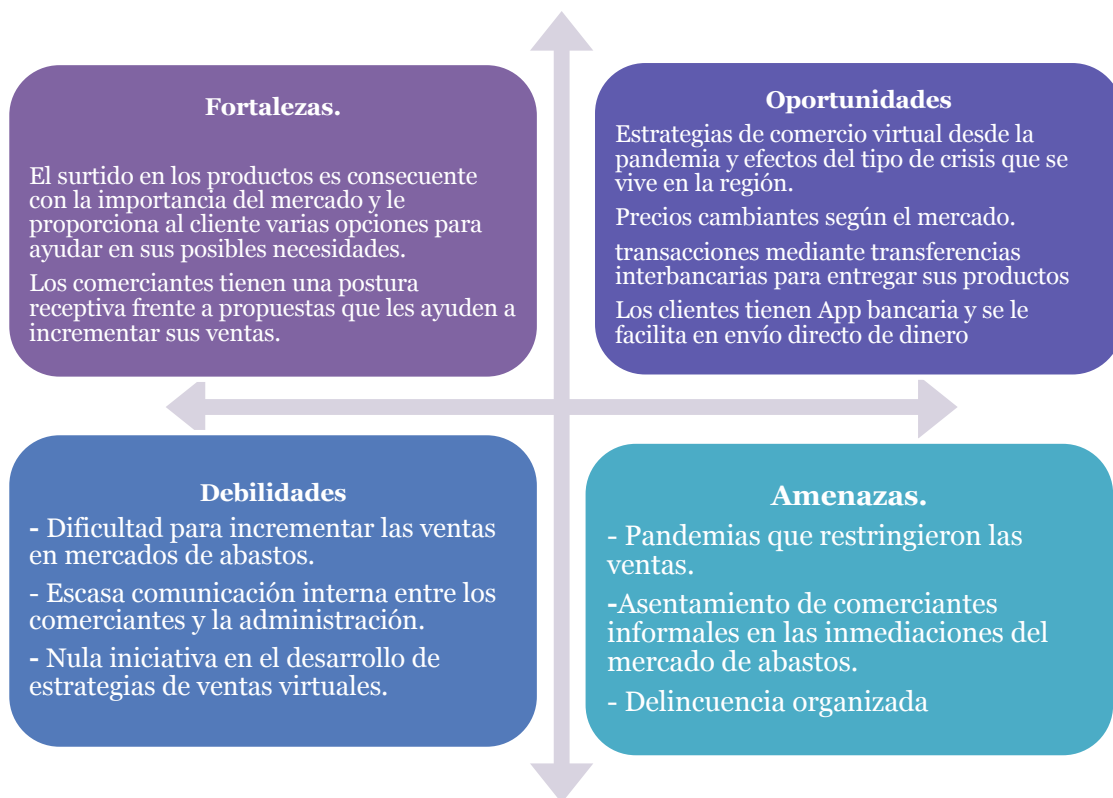 Fortalezas.
El surtido en los productos es consecuente
con la importancia del mercado y le
proporciona al cliente varias opciones para
ayudar en sus posibles necesidades.
Los comerciantes tienen una postura
receptiva frente a propuestas que les ayuden a
incrementar sus ventas.
Oportunidades
Estrategias de comercio virtual desde la
pandemia y efectos del tipo de crisis que se
vive en la región.
Precios cambiantes según el mercado.
transacciones mediante transferencias
interbancarias para entregar sus productos
Los clientes tienen App bancaria y se le
facilita en envío directo de dinero
Debilidades
- Dificultad para incrementar las ventas
en mercados de abastos.
- Escasa comunicación interna entre los
comerciantes y la administración.
- Nula iniciativa en el desarrollo de
estrategias de ventas virtuales.
Amenazas.
- Pandemias que restringieron las
ventas.
-Asentamiento de comerciantes
informales en las inmediaciones del
mercado de abastos.
- Delincuencia organizada